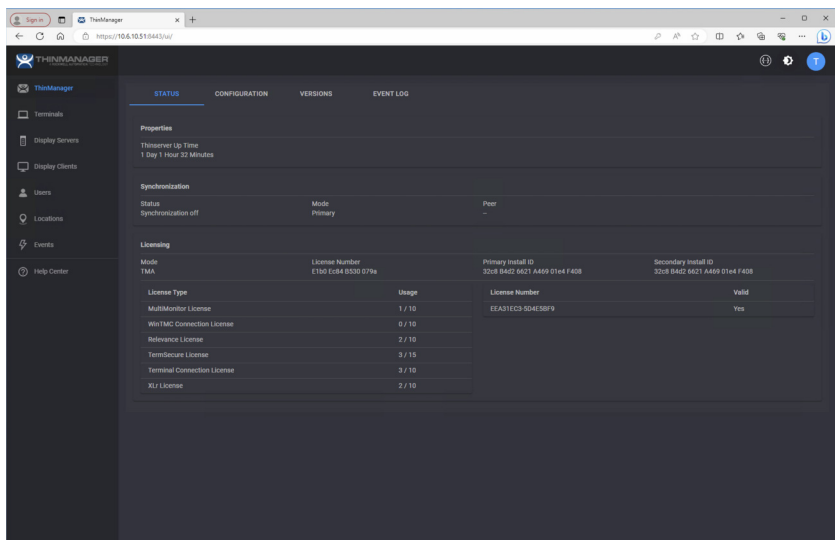 Sign in
ThinManager
https://10.6.10.51:8443/ui/
THINMANAGER
T
ThinManager
Terminals
Display Servers
Display Clients
Users
Locations
Events
Help Center
STATUS CONFIGURATION VERSIONS EVENT LOG
Properties
Thinserver Up Time
1 Day 1 Hour 32 Minutes
Synchronization
Status Mode Peer
Synchronization off Primary --
Licensing
Mode License Number Primary Install ID Secondary Install ID
TMA E1b0 Ec84 B530 079a 32c8 B4d2 6621 A469 01e4 F408 32c8 B4d2 6621 A469 01e4 F408
License Type Usage License Number Valid
MultiMonitor License 1 / 10 EEA31EC3-5D4E5BF9 Yes
WinTMC Connection License 0 / 10
Relevance License 2 / 10
TermSecure License 3 / 15
Terminal Connection License 3 / 10
XLr License 2 / 10